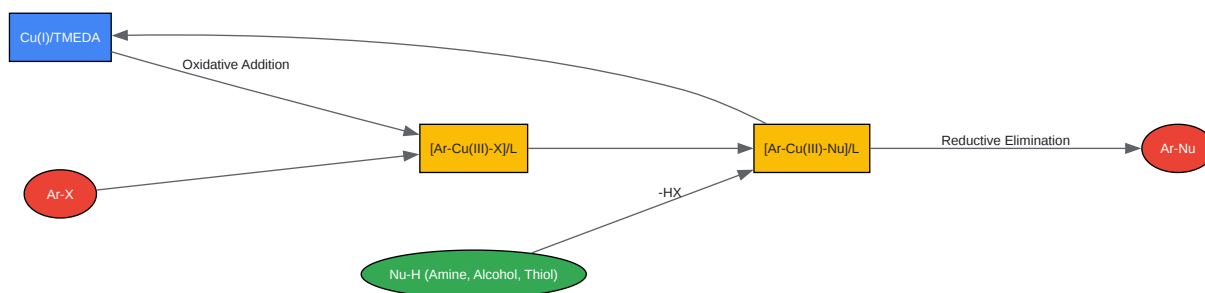 Cu(I)/TMEDA
Oxidative Addition
[Ar-Cu(III)-X]/L
[Ar-Cu(III)-Nu]/L
Reductive Elimination
Ar-Nu
Ar-X
-HX
Nu-H (Amine, Alcohol, Thiol)